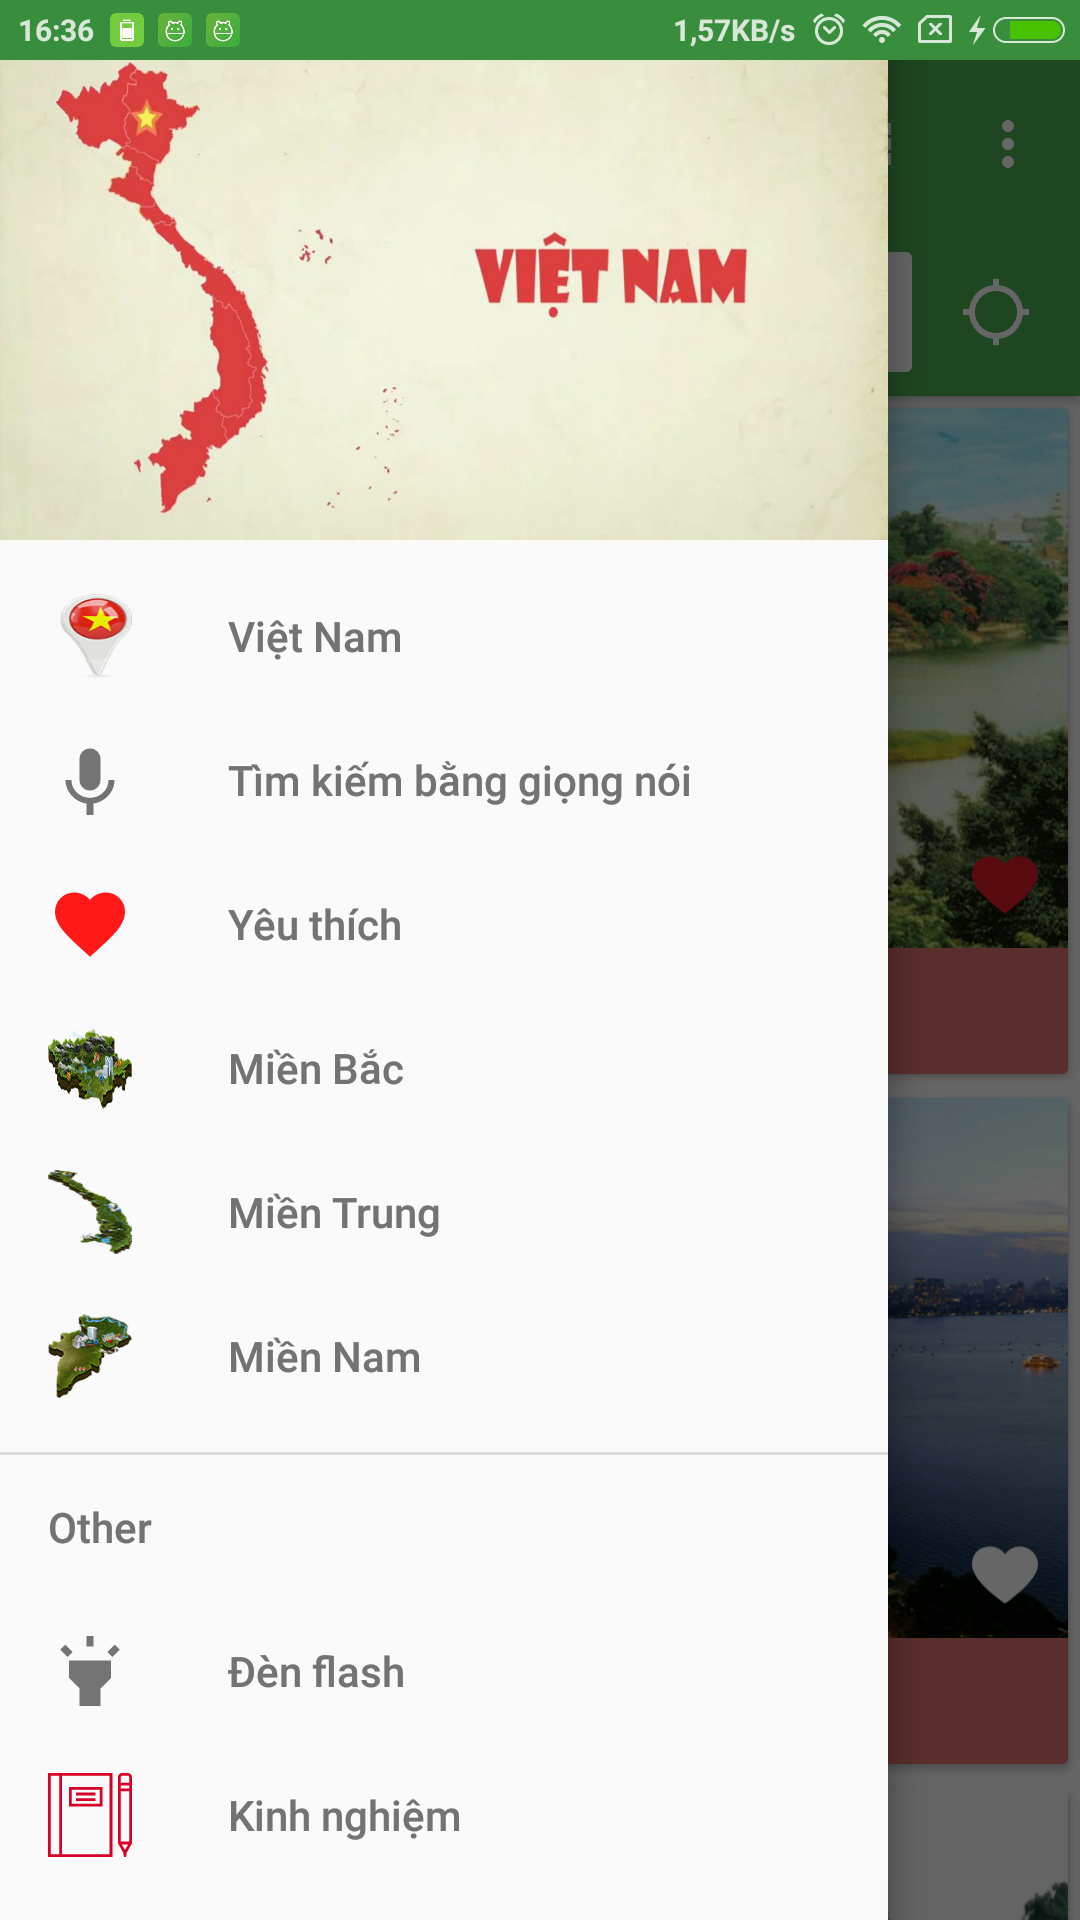 16:36
1,57KB/s
VIỆT NAM
Việt Nam
Tìm kiếm bằng giọng nói
Yêu thích
Miền Bắc
Miền Trung
Miền Nam
Other
Đèn flash
Kinh nghiệm